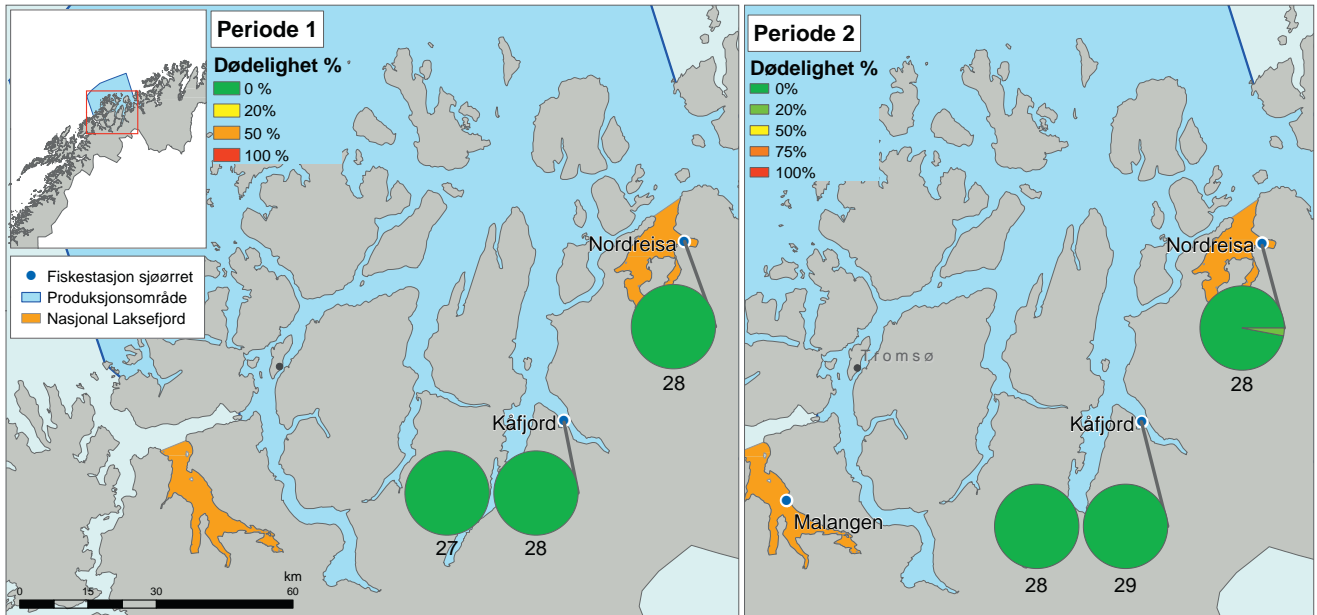 Periode 1
Dødelighet %
0 %
20%
50 %
100 %
Fiskestasjon sjøørret
Produksjonsområde
Nasjonal Laksefjord
Nordreisa
28
Kåfjord
27
28
km
0
15
30
60
Periode 2
Dødelighet %
0%
20%
50%
75%
100%
Nordreisa
28
Tromsø
Kåfjord
Malangen
28
29